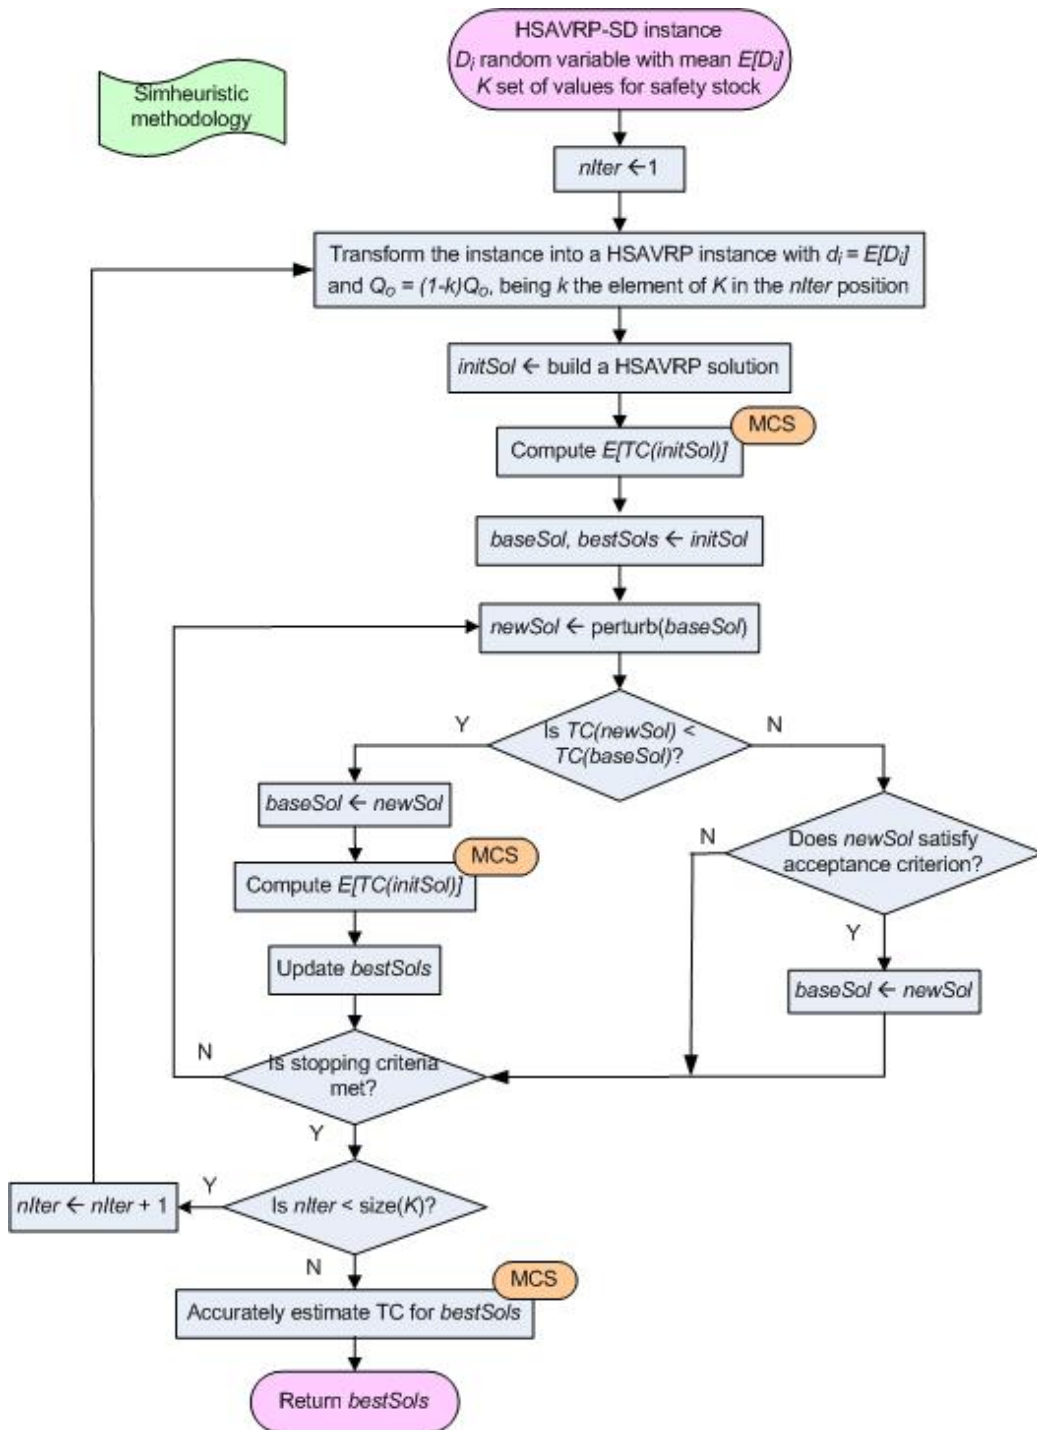 HSAVRP-SD instance
Di random variable with mean E[Di]
K set of values for safety stock
Simheuristic
methodology
nIter ←1
Transform the instance into a HSAVRP instance with di = E[Di]
and Qo = (1-k)Qo, being k the element of K in the nIter position
initSol ← build a HSAVRP solution
MCS
Compute E[TC(initSol)]
baseSol, bestSols ← initSol
newSol ← perturb(baseSol)
Y
Is TC(newSol) <
TC(baseSol)?
N
baseSol ← newSol
N
Does newSol satisfy
acceptance criterion?
MCS
Compute E[TC(initSol)]
Y
Update bestSols
baseSol ← newSol
N
Is stopping criteria
met?
Y
Y
nIter ← nIter + 1
Is nIter < size(K)?
N
MCS
Accurately estimate TC for bestSols
Return bestSols